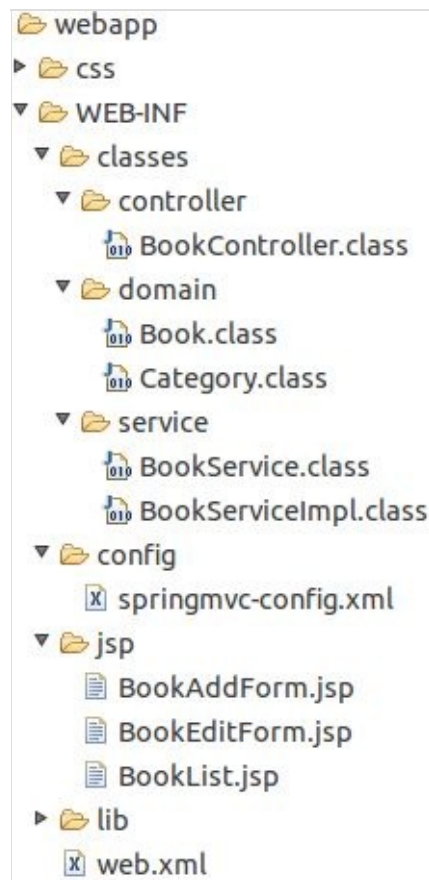 webapp
css
WEB-INF
classes
controller
BookController.class
domain
Book.class
Category.class
service
BookService.class
BookServiceImpl.class
config
springmvc-config.xml
jsp
BookAddForm.jsp
BookEditForm.jsp
BookList.jsp
lib
web.xml